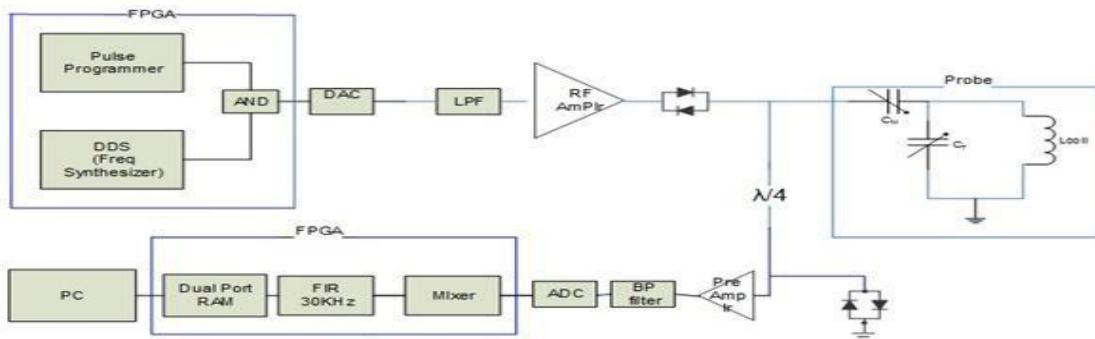 FPGA
Pulse
Programmer
AND
DDS
(Freq
Synthesizer)
DAC
LPF
RF
AmPlr
Probe
λ/4
FPGA
PC
Dual Port
RAM
FIR
30KHz
Mixer
ADC
BP
filter
Pre
Amp
lr